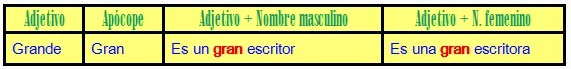 Adjetivo Apócope Adjetivo + Nombre masculino Adjetivo + N. femenino
Grande Gran Es un gran escritor Es una gran escritora